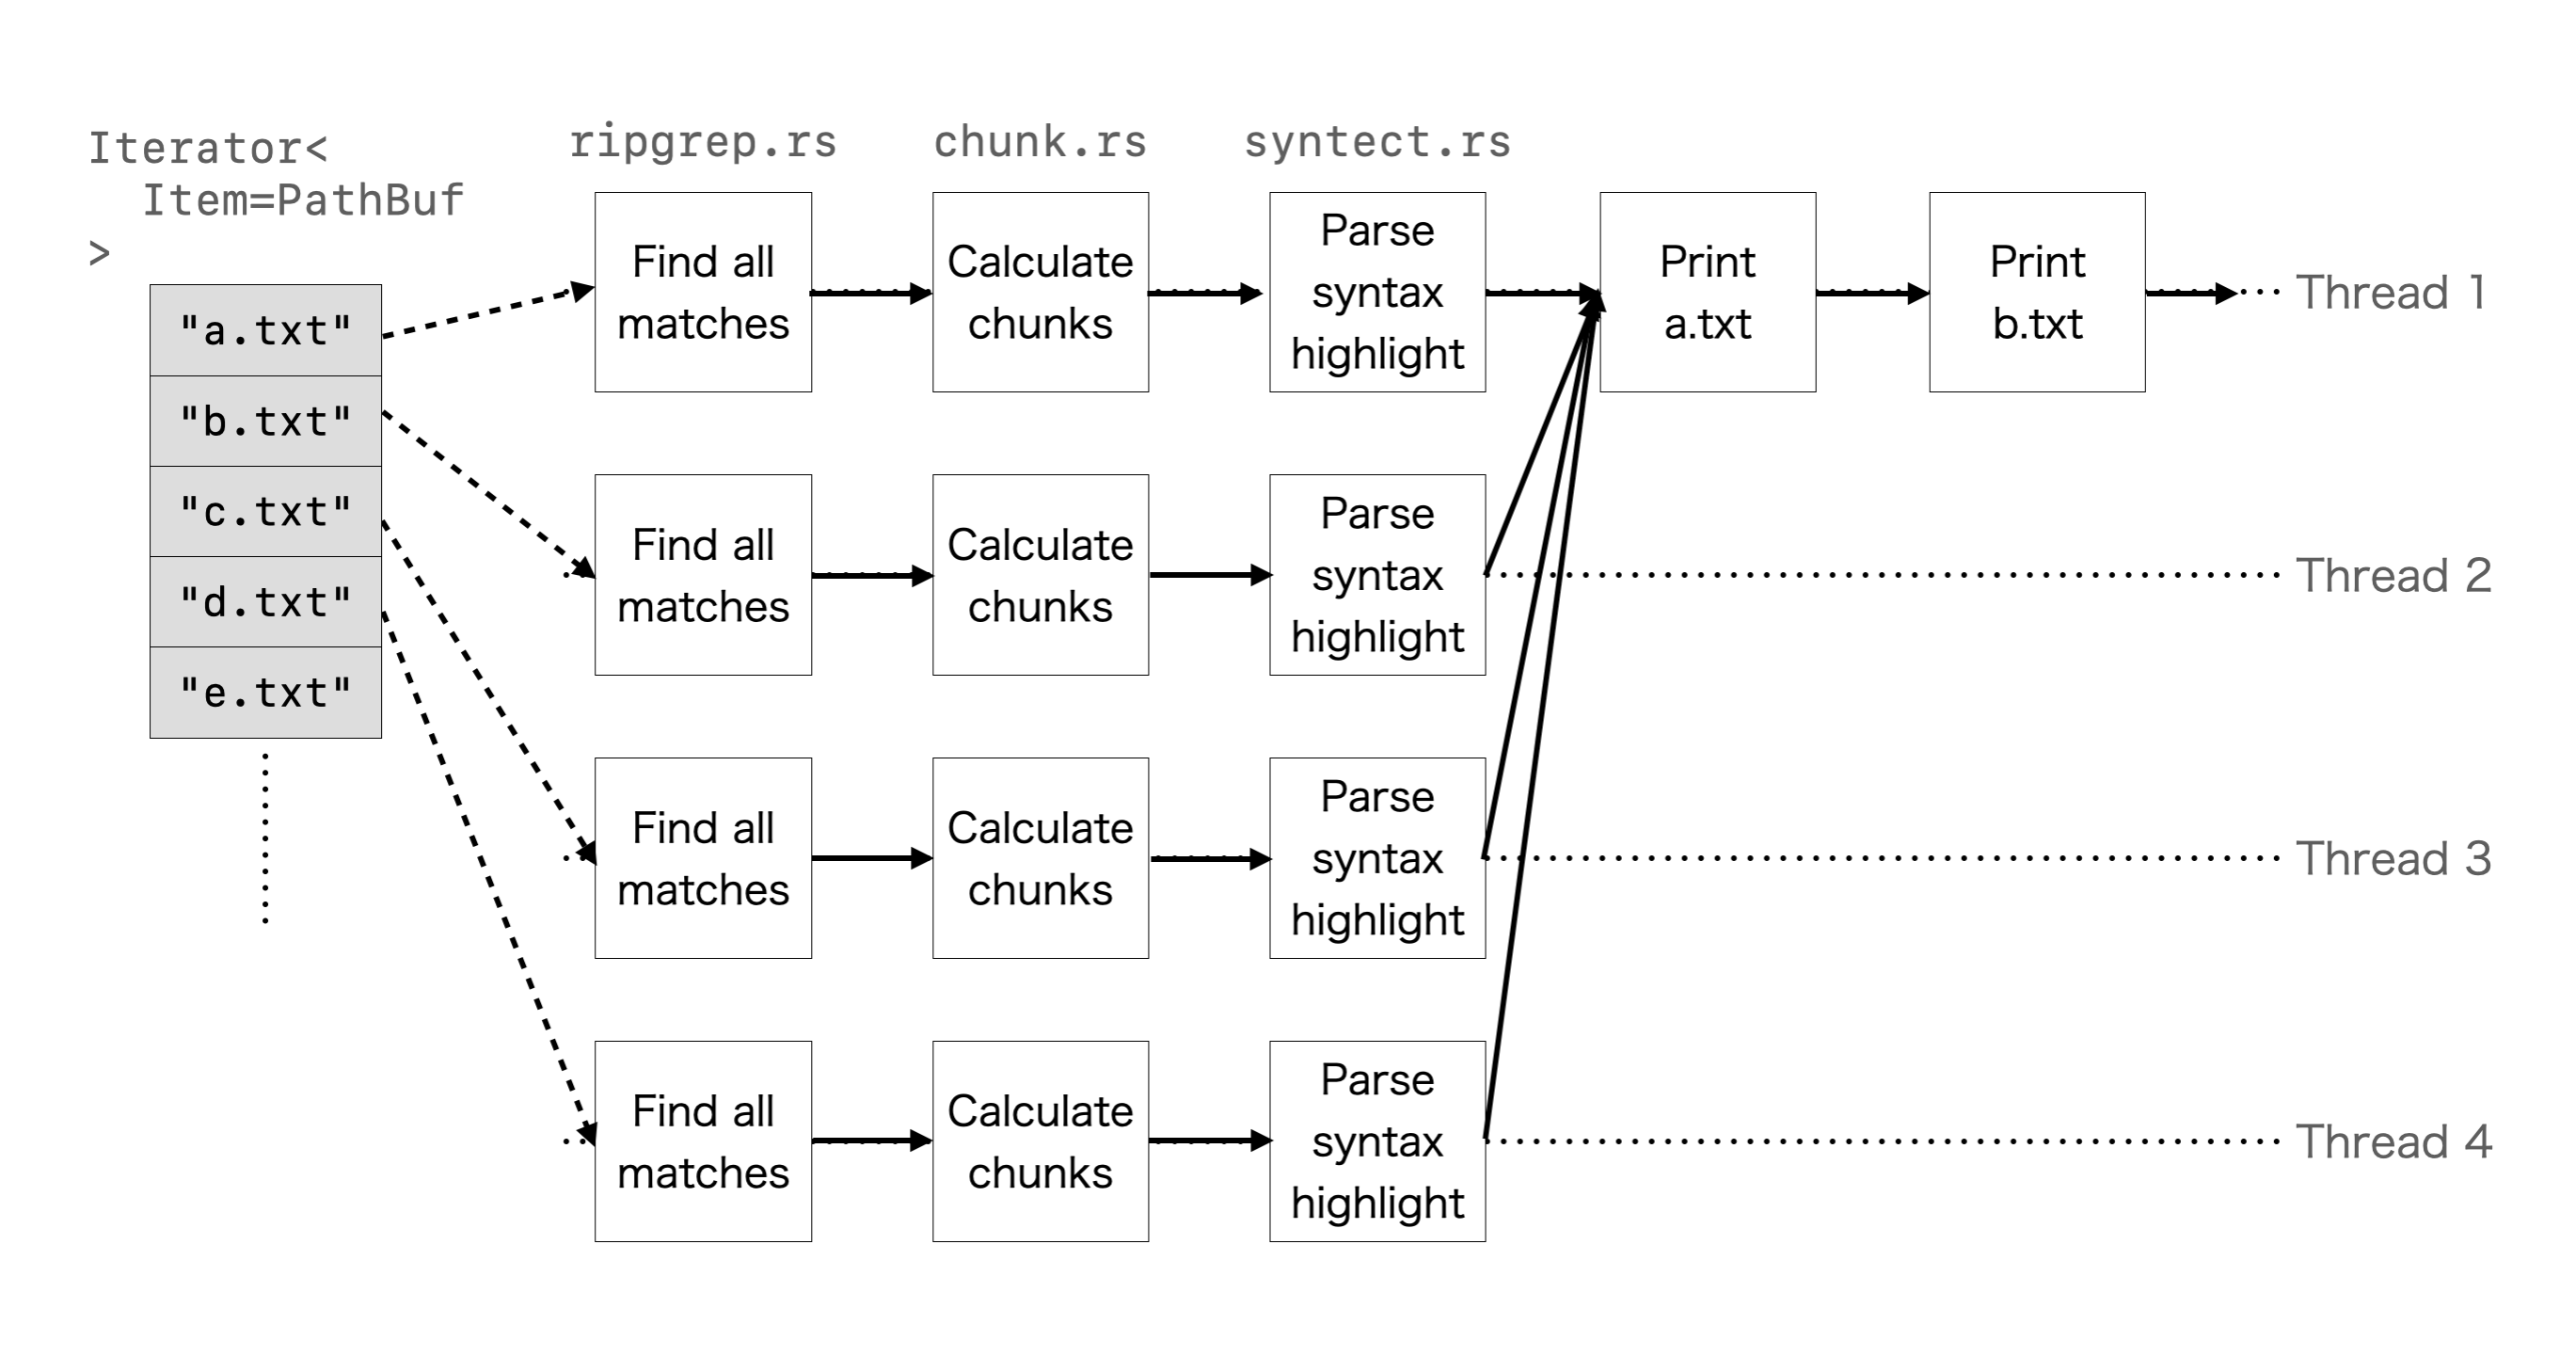 Iterator<
Item=PathBuf
>
ripgrep.rs
chunk.rs
syntect.rs
"a.txt"
"b.txt"
"c.txt"
"d.txt"
"e.txt"
Find all
matches
Calculate
chunks
Parse
syntax
highlight
Print
a.txt
Print
b.txt
Thread 1
Find all
matches
Calculate
chunks
Parse
syntax
highlight
Thread 2
Find all
matches
Calculate
chunks
Parse
syntax
highlight
Thread 3
Find all
matches
Calculate
chunks
Parse
syntax
highlight
Thread 4